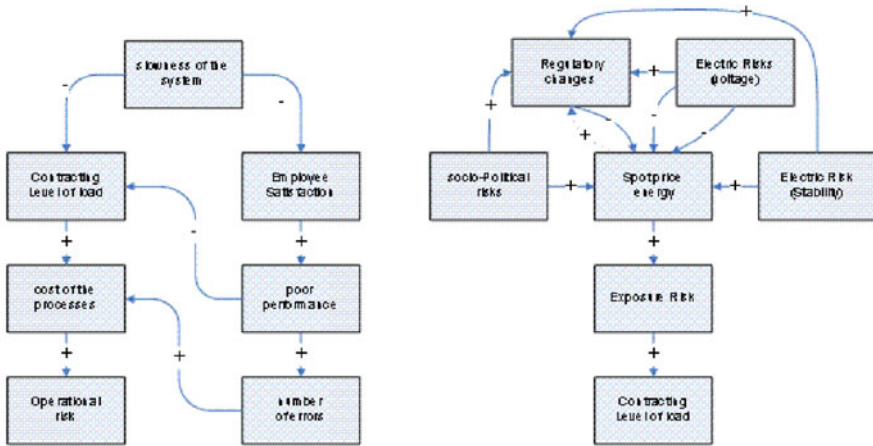 slowness of the
system
-
-
Contracting
Level of load
Employee
Satisfaction
+
-
+
cost of the
processes
poor
performance
+
+
+
Operational
risk
number
of errors
+
Regulatory
changes
+
Electric Risks
(voltage)
+
-
+
-
-
socio-Political
risks
+
Spot price
energy
+
Electric Risk
(Stability)
+
Exposure Risk
+
Contracting
Level of load